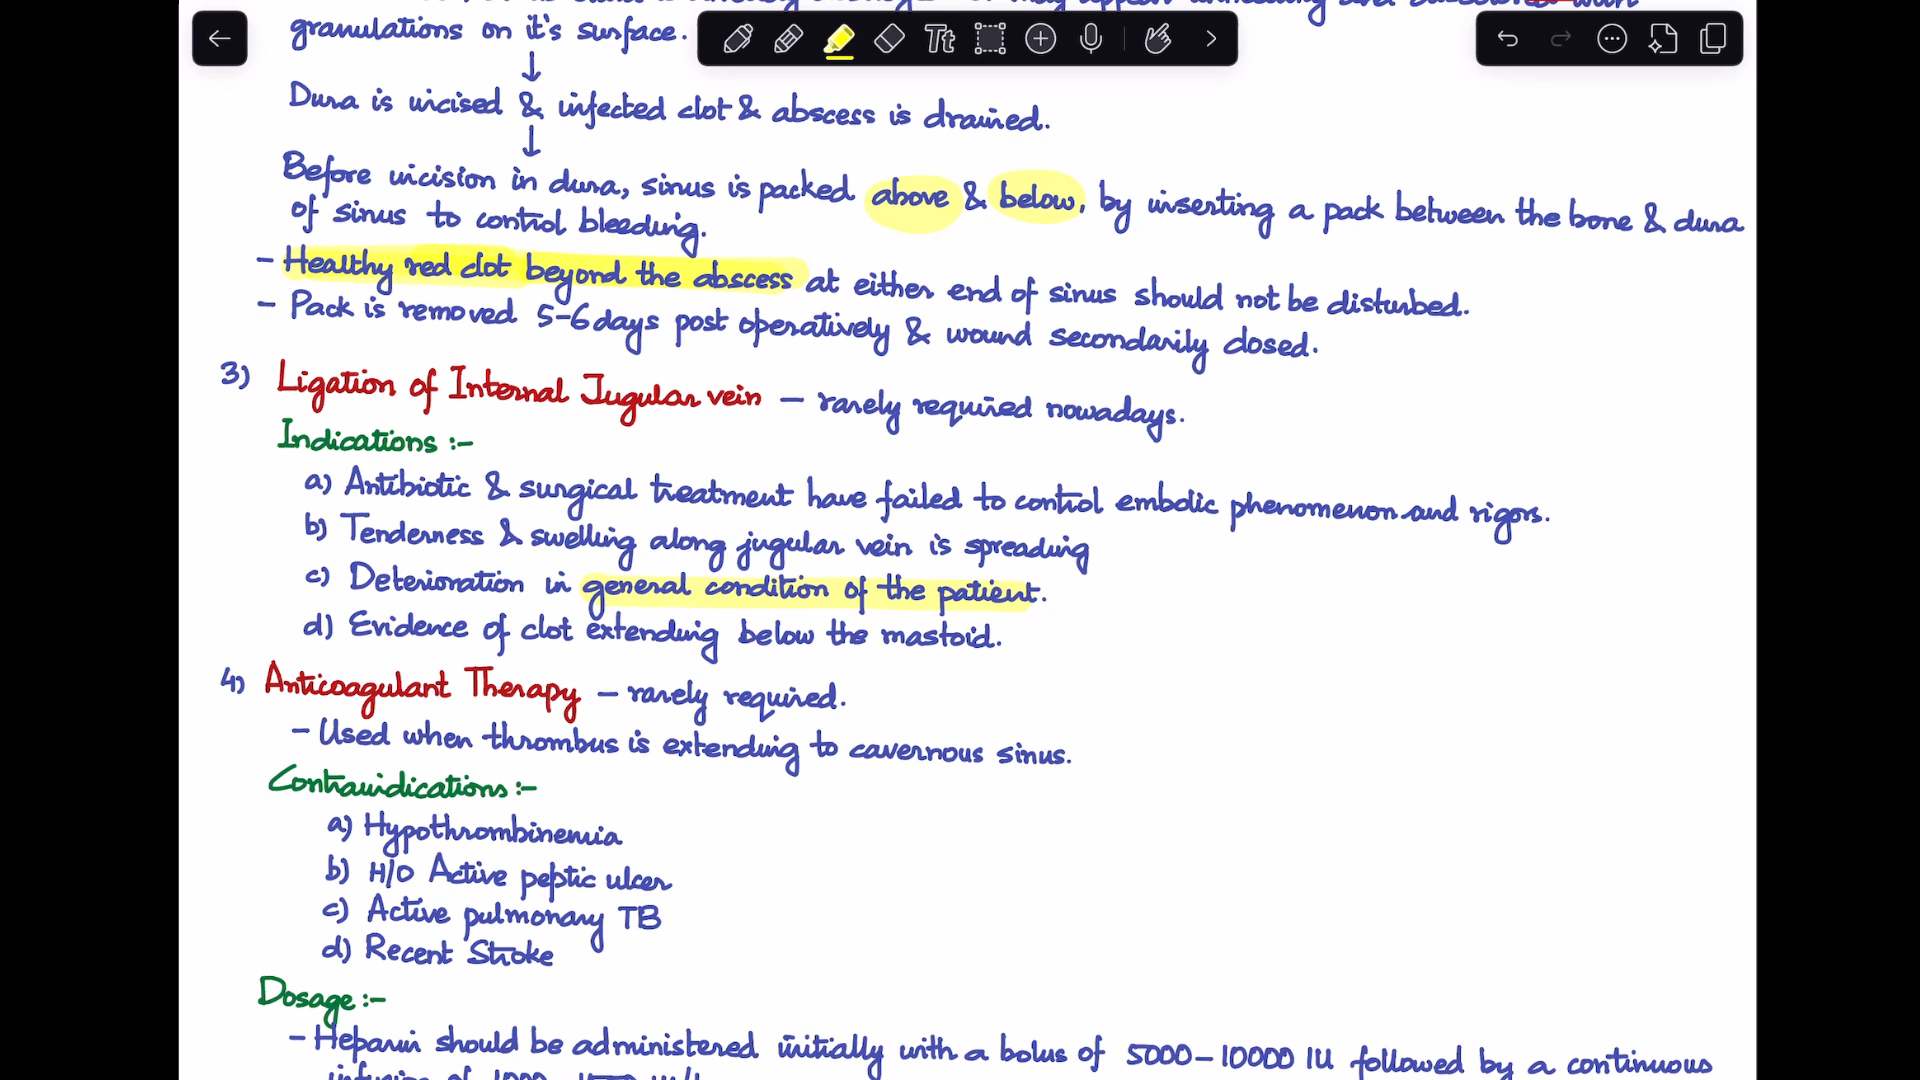 granulations on it's surface.
Tt
↓
Dura is incised & infected clot & abscess is drained.
↓
Before incision in dura, sinus is packed above & below, by inserting a pack between the bone & dura
of sinus to control bleeding.
- Healthy red clot beyond the abscess at either end of sinus should not be disturbed.
- Pack is removed 5-6 days post operatively & wound secondarily closed.
3) Ligation of Internal Jugular vein - rarely required nowadays.
Indications :-
a) Antibiotic & surgical treatment have failed to control embolic phenomenon and rigors.
b) Tenderness & swelling along jugular vein is spreading
c) Deterioration in general condition of the patient.
d) Evidence of clot extending below the mastoid.
4) Anticoagulant Therapy - rarely required.
- Used when thrombus is extending to cavernous sinus.
Contraindications :-
a) Hypothrombinemia
b) H/O Active peptic ulcer
c) Active pulmonary TB
d) Recent Stroke
Dosage :-
- Heparin should be administered initially with a bolus of 5000-10000 IU followed by a continuous
infusion of 1000